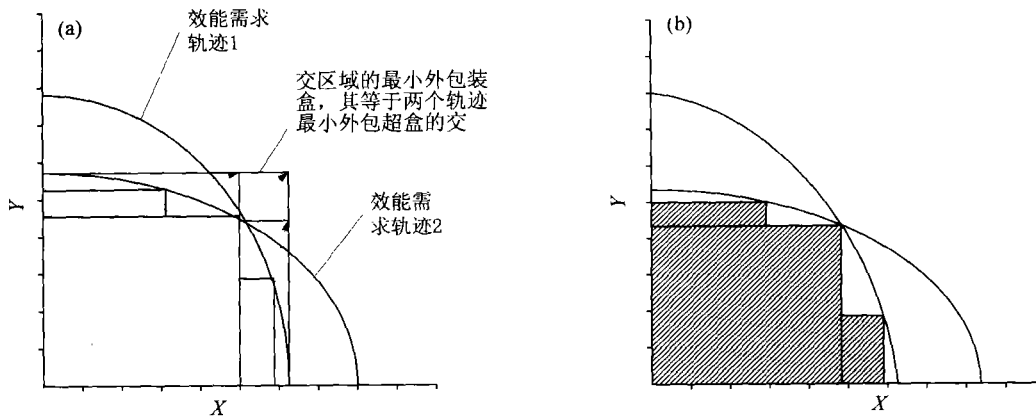 (a)
效能需求
轨迹1
交区域的最小外包装
盒，其等于两个轨迹
最小外包超盒的交
效能需
求轨迹2
Y
X
(b)
Y
X